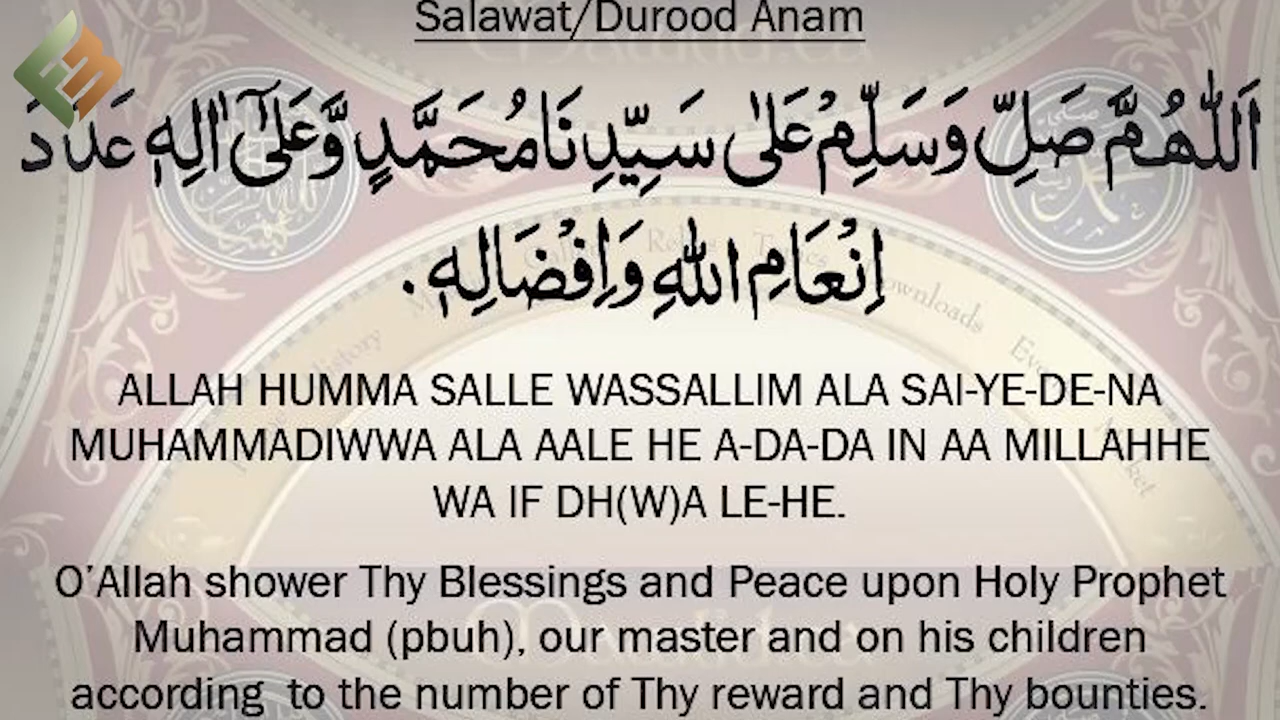 Salawat/Durood Anam
اَللّٰهُمَّ صَلِّ وَسَلِّمْ عَلٰى سَيِّدِنَا مُحَمَّدٍ وَّعَلٰٓى اٰلِهٖ عَدَدَ
اِنْعَامِ اللّٰهِ وَاِفْضَالِهٖ .
ALLAH HUMMA SALLE WASSALLIM ALA SAI-YE-DE-NA
MUHAMMADIWWA ALA AALE HE A-DA-DA IN AA MILLAHHE
WA IF DH(W)A LE-HE.
O'Allah shower Thy Blessings and Peace upon Holy Prophet
Muhammad (pbuh), our master and on his children
according  to the number of Thy reward and Thy bounties.